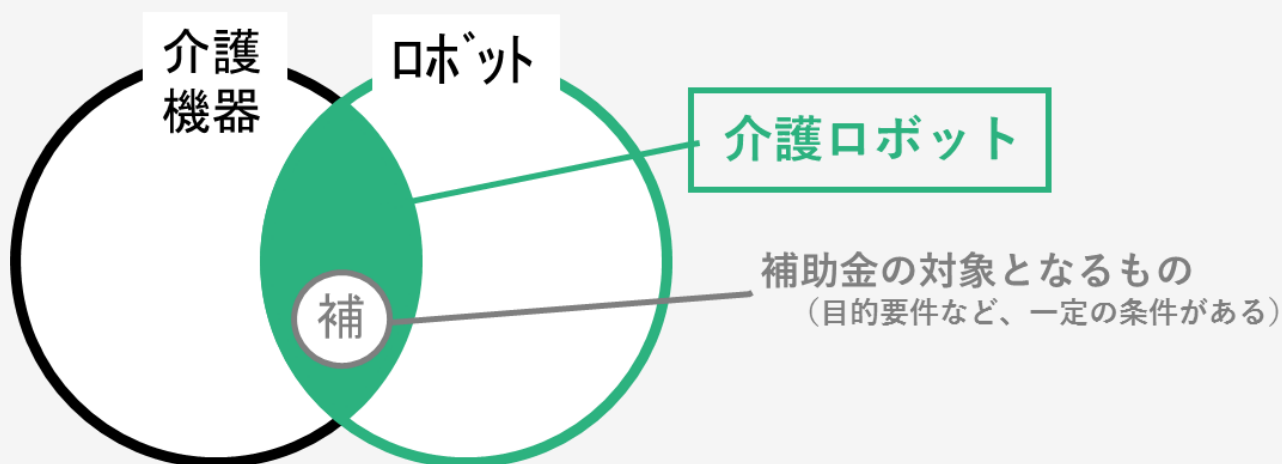 介護
機器
ロボット
介護ロボット
補助金の対象となるもの
（目的要件など、一定の条件がある）
補